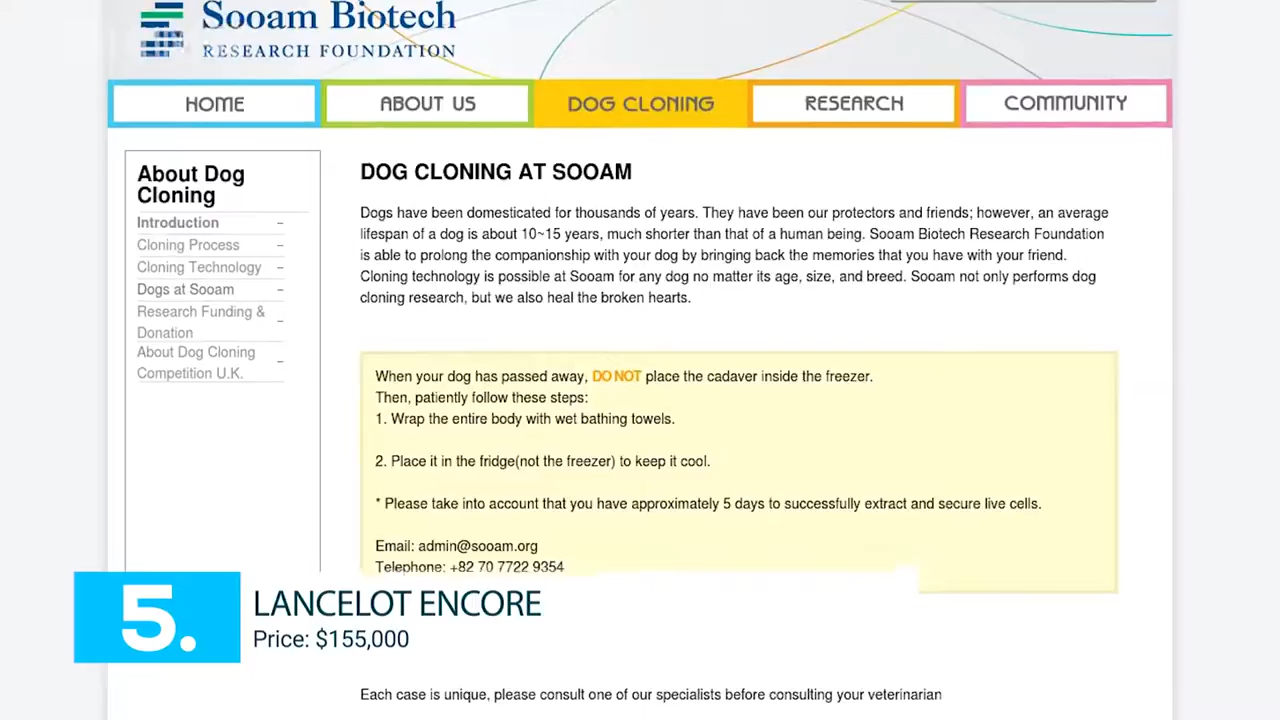 Sooam Biotech
RESEARCH FOUNDATION
HOME
ABOUT US
DOG CLONING
RESEARCH
COMMUNITY
About Dog
Cloning
Introduction –
Cloning Process –
Cloning Technology –
Dogs at Sooam –
Research Funding &
Donation –
About Dog Cloning
Competition U.K. –
DOG CLONING AT SOOAM
Dogs have been domesticated for thousands of years. They have been our protectors and friends; however, an average
lifespan of a dog is about 10~15 years, much shorter than that of a human being. Sooam Biotech Research Foundation
is able to prolong the companionship with your dog by bringing back the memories that you have with your friend.
Cloning technology is possible at Sooam for any dog no matter its age, size, and breed. Sooam not only performs dog
cloning research, but we also heal the broken hearts.
When your dog has passed away, DO NOT place the cadaver inside the freezer.
Then, patiently follow these steps:
1. Wrap the entire body with wet bathing towels.
2. Place it in the fridge(not the freezer) to keep it cool.
* Please take into account that you have approximately 5 days to successfully extract and secure live cells.
Email: admin@sooam.org
Telephone: +82 70 7722 9354
5.
LANCELOT ENCORE
Price: $155,000
Each case is unique, please consult one of our specialists before consulting your veterinarian